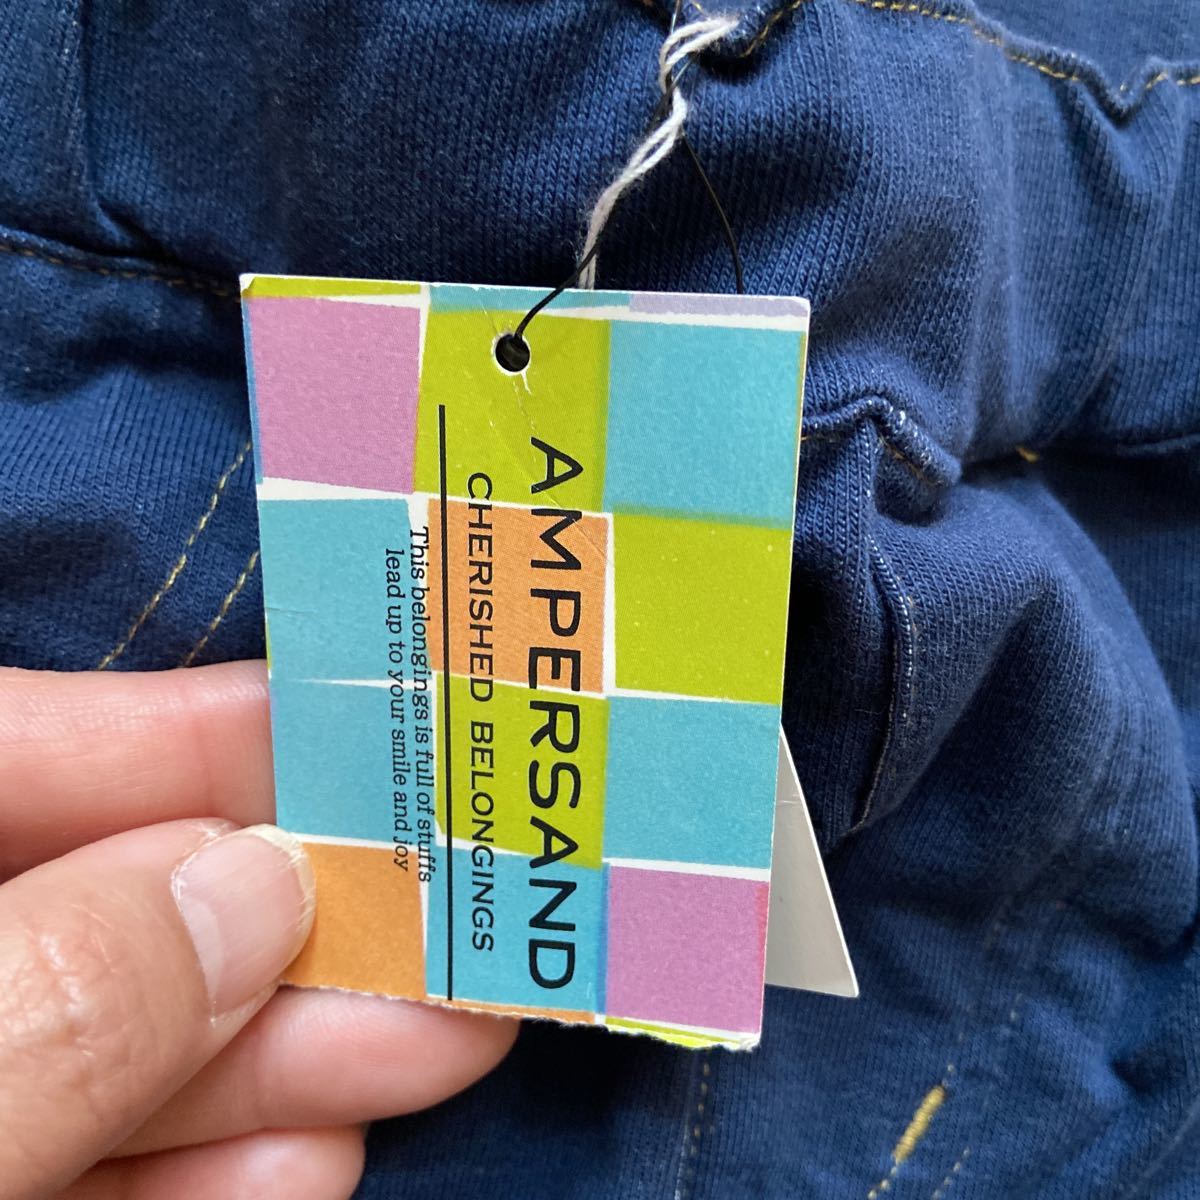 AMPERSAND
CHERISHED BELONGINGS
This belongings is full of stuffs
lead up to your smile and joy